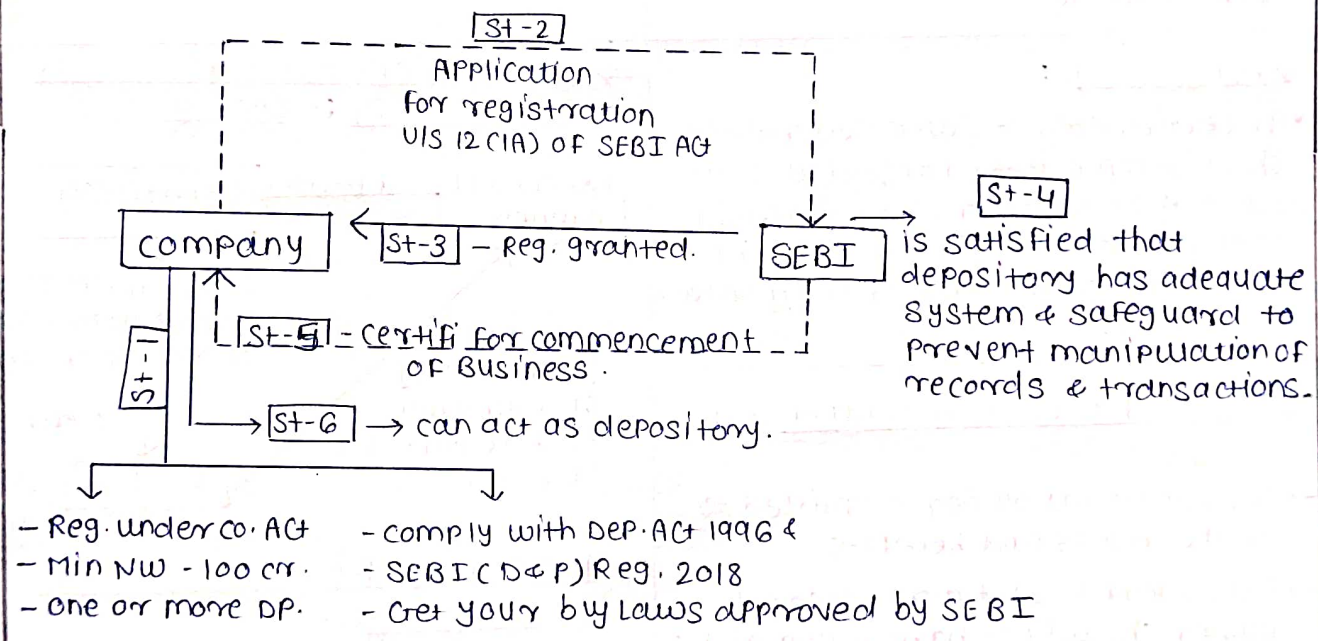 St-2
Application
For registration
U/S 12 (1A) OF SEBI Act
St-4
company
St-3 - Reg. granted.
SEBI
is satisfied that
depository has adequate
system & safeguard to
prevent manipulation of
records & transactions.
St-5 - certifi for commencement
OF Business.
St-1
St-6 → can act as depository.
- Reg. under co. Act
- Min NW - 100 cr.
- one or more DP.
- comply with DEP. Act 1996 &
- SEBI (D&P) Reg. 2018
- Get your by Laws approved by SEBI